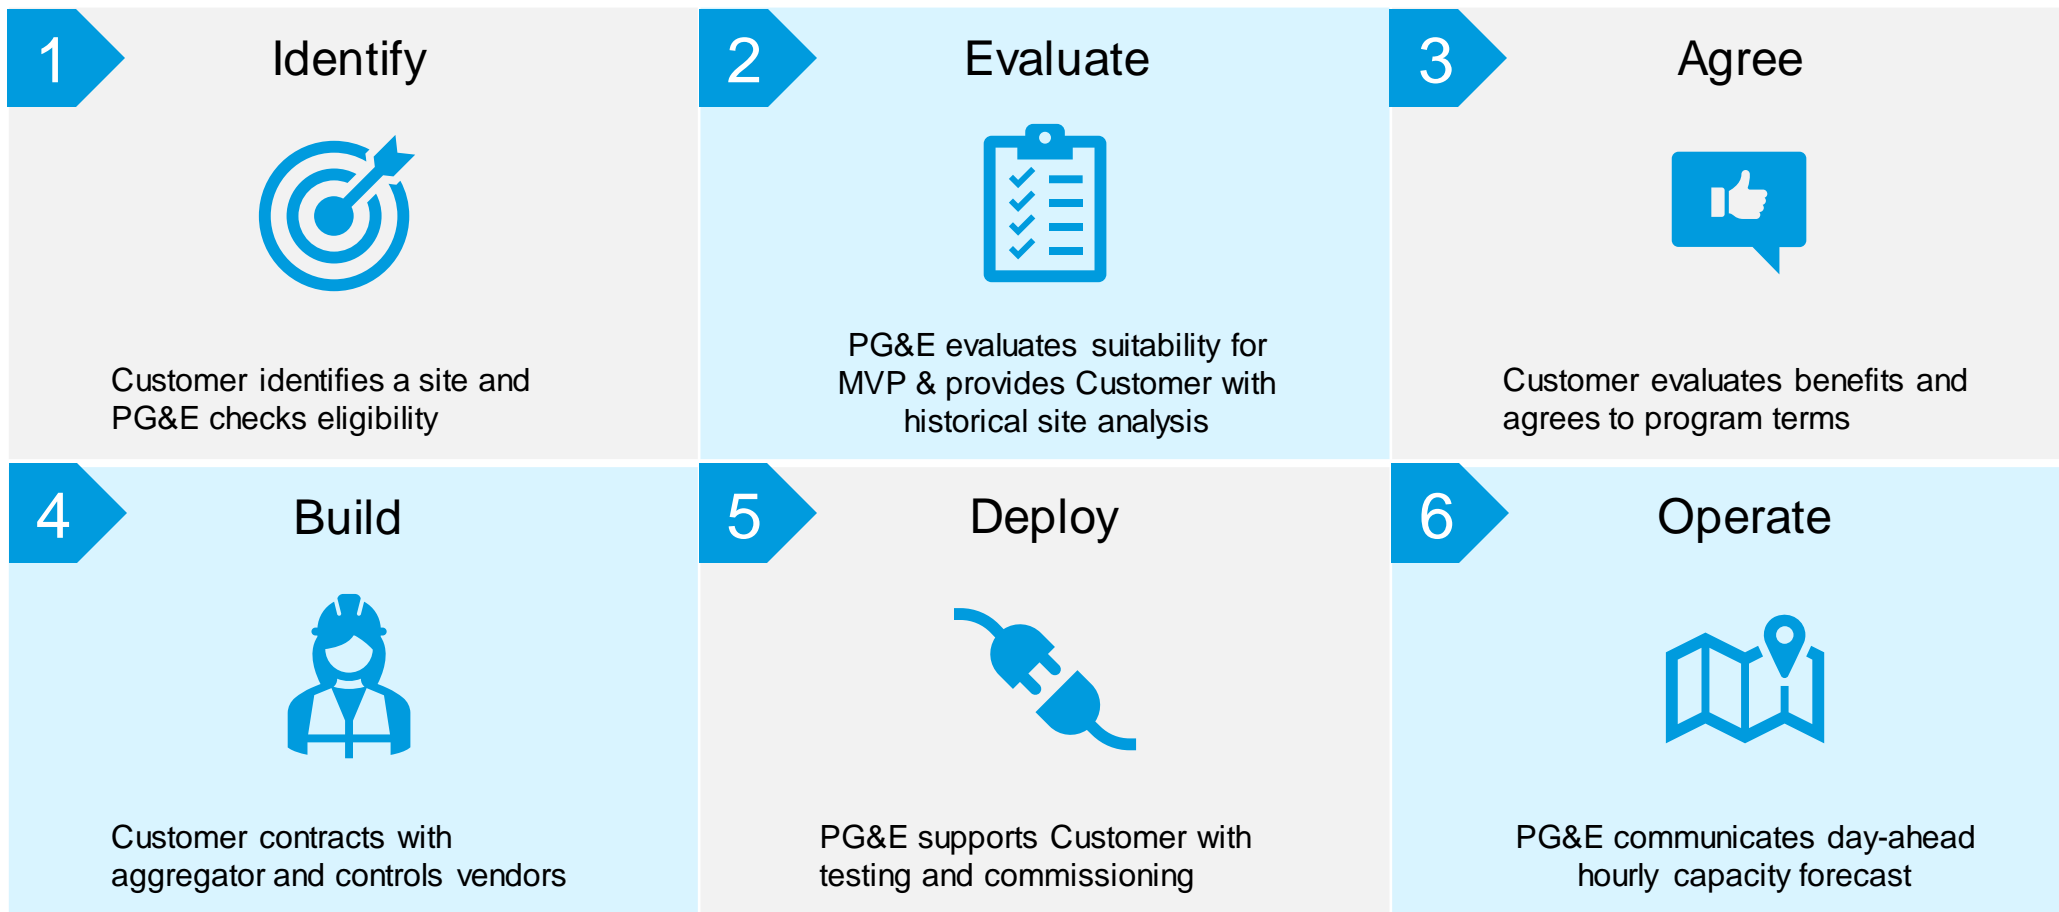 1
Identify
Customer identifies a site and
PG&E checks eligibility
2
Evaluate
PG&E evaluates suitability for
MVP & provides Customer with
historical site analysis
3
Agree
Customer evaluates benefits and
agrees to program terms
4
Build
Customer contracts with
aggregator and controls vendors
5
Deploy
PG&E supports Customer with
testing and commissioning
6
Operate
PG&E communicates day-ahead
hourly capacity forecast